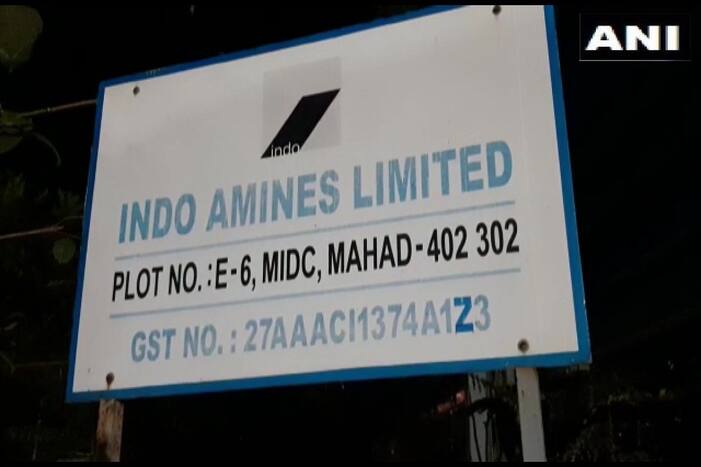 ANI
indo
INDO AMINES LIMITED
PLOT NO. : E-6, MIDC, MAHAD-402 302
GST NO. : 27AAACI1374A1Z3